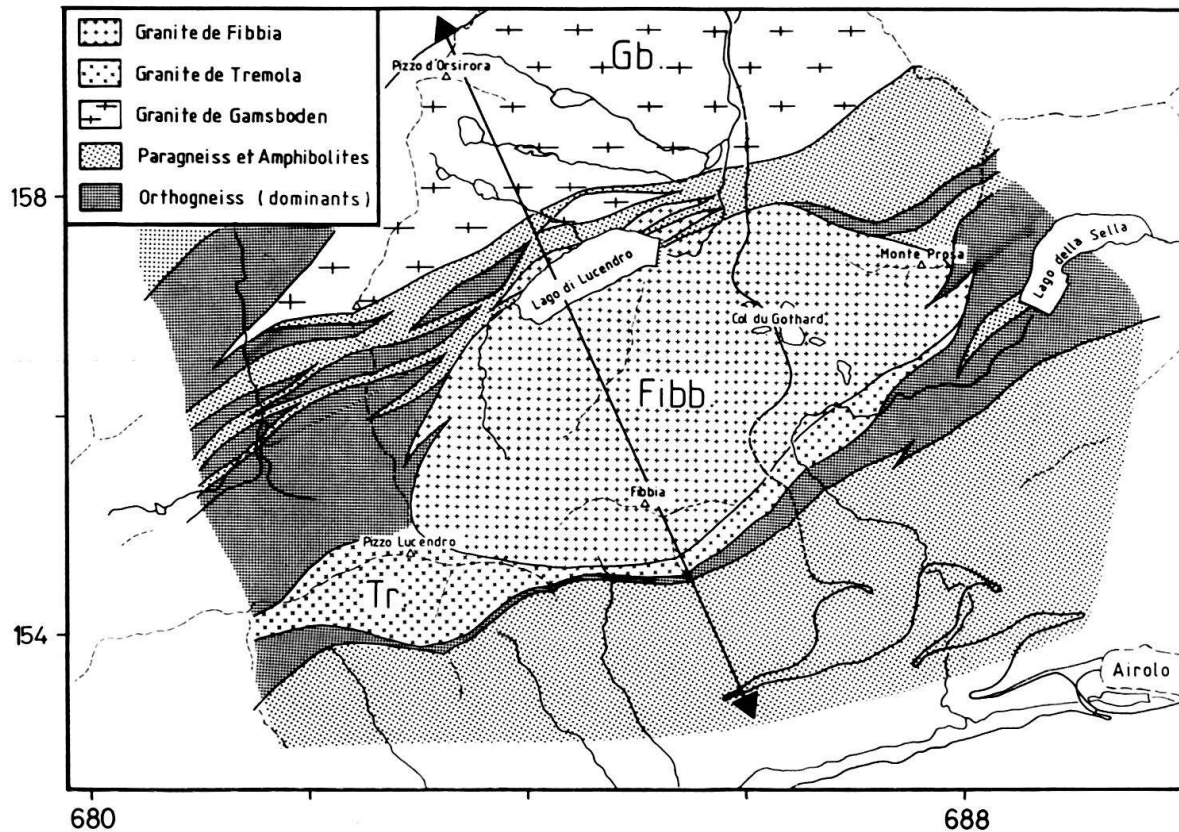 Granite de Fibbia
Granite de Tremola
Granite de Gamsboden
Paragneiss et Amphibolites
Orthogneiss (dominants)
Pizzo d'Orsirora
Gb.
158
Lago di Lucendro
Monte Prosa
Lago della Sella
Col du Gothard
Fibb
Fibbia
Pizzo Lucendro
Tr
154
Airolo
680
688